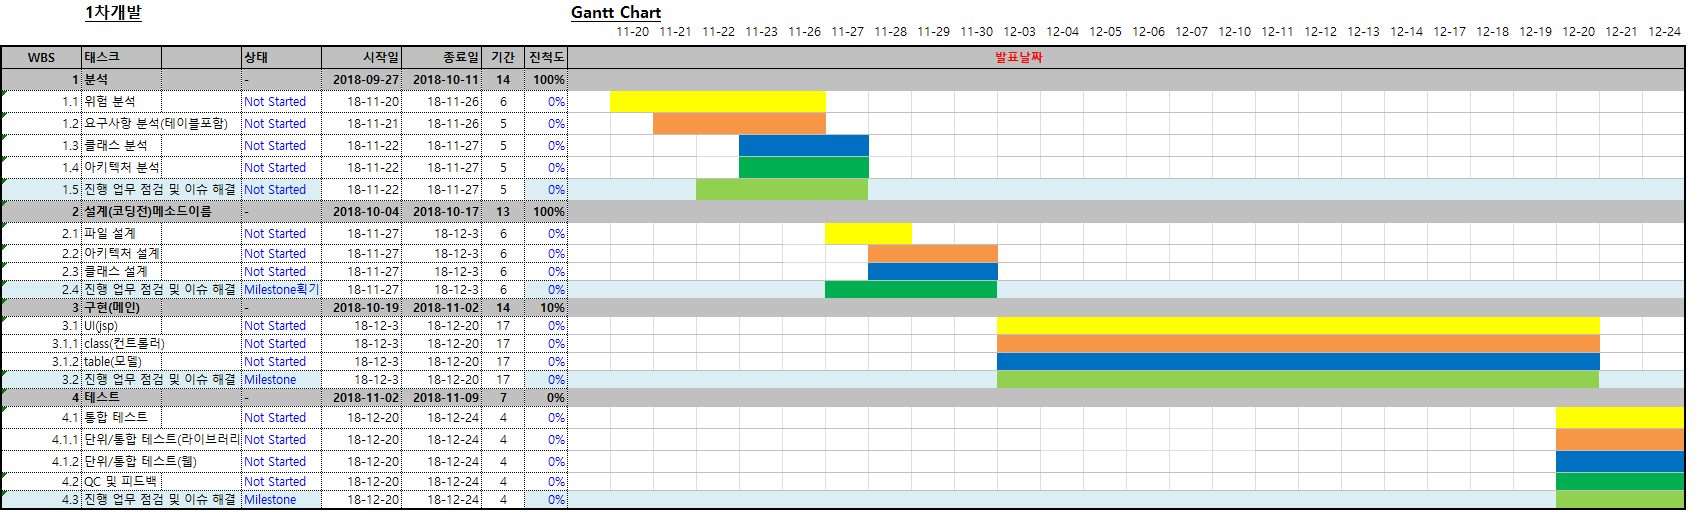 1차개발 Gantt Chart
11-20 11-21 11-22 11-23 11-26 11-27 11-28 11-29 11-30 12-03 12-04 12-05 12-06 12-07 12-10 12-11 12-12 12-13 12-14 12-17 12-18 12-19 12-20 12-21 12-24
WBS 태스크 상태 시작일 종료일 기간 진척도 발표날짜
1 분석 - 2018-09-27 2018-10-11 14 100%
1.1 위험 분석 Not Started 18-11-20 18-11-26 6 0%
1.2 요구사항 분석(테이블포함) Not Started 18-11-21 18-11-26 5 0%
1.3 클래스 분석 Not Started 18-11-22 18-11-27 5 0%
1.4 아키텍처 분석 Not Started 18-11-22 18-11-27 5 0%
1.5 진행 업무 점검 및 이슈 해결 Not Started 18-11-22 18-11-27 5 0%
2 설계(코딩전)메소드이름 - 2018-10-04 2018-10-17 13 100%
2.1 파일 설계 Not Started 18-11-27 18-12-3 6 0%
2.2 아키텍처 설계 Not Started 18-11-27 18-12-3 6 0%
2.3 클래스 설계 Not Started 18-11-27 18-12-3 6 0%
2.4 진행 업무 점검 및 이슈 해결 Milestone획기 18-11-27 18-12-3 6 0%
3 구현(메인) - 2018-10-19 2018-11-02 14 10%
3.1 UI(jsp) Not Started 18-12-3 18-12-20 17 0%
3.1.1 class(컨트롤러) Not Started 18-12-3 18-12-20 17 0%
3.1.2 table(모델) Not Started 18-12-3 18-12-20 17 0%
3.2 진행 업무 점검 및 이슈 해결 Milestone 18-12-3 18-12-20 17 0%
4 테스트 - 2018-11-02 2018-11-09 7 0%
4.1 통합 테스트 Not Started 18-12-20 18-12-24 4 0%
4.1.1 단위/통합 테스트(라이브러리 Not Started 18-12-20 18-12-24 4 0%
4.1.2 단위/통합 테스트(웹) Not Started 18-12-20 18-12-24 4 0%
4.2 QC 및 피드백 Not Started 18-12-20 18-12-24 4 0%
4.3 진행 업무 점검 및 이슈 해결 Milestone 18-12-20 18-12-24 4 0%